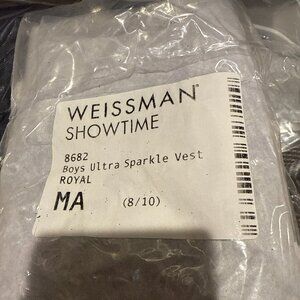 WEISSMAN®
SHOWTIME
8682
Boys Ultra Sparkle Vest
ROYAL
MA (8/10)